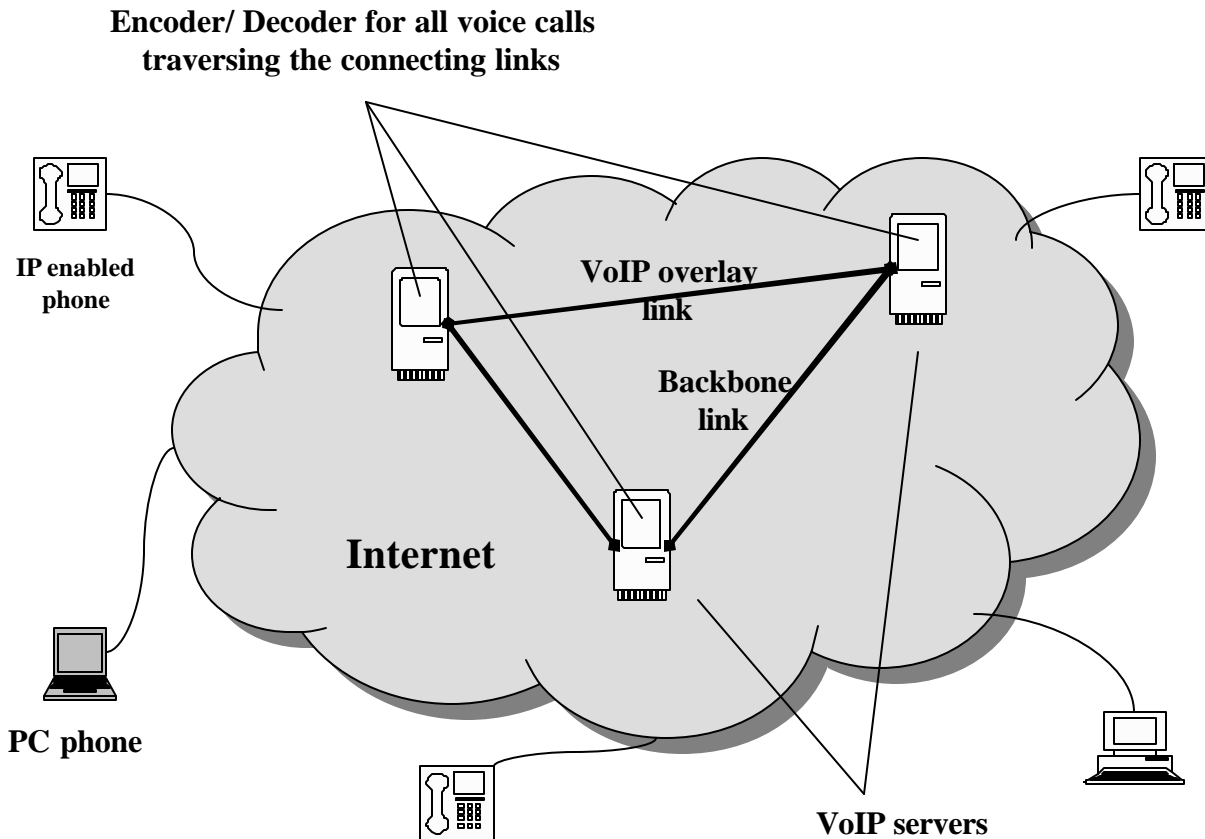 Encoder/ Decoder for all voice calls
traversing the connecting links
IP enabled
phone
VoIP overlay
link
Backbone
link
Internet
PC phone
VoIP servers